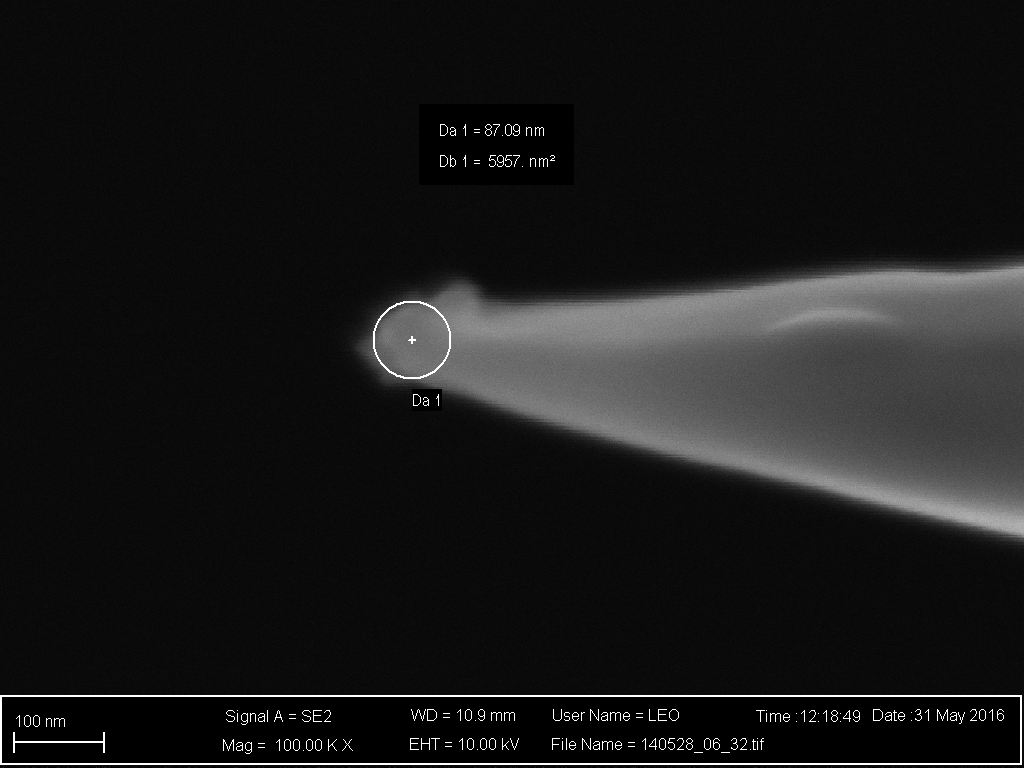 Da 1 = 87.09 nm
Db 1 =  5957. nm²
Da 1
100 nm
Signal A = SE2
WD = 10.9 mm
User Name = LEO
Time :12:18:49
Date :31 May 2016
Mag =  100.00 K X
EHT = 10.00 kV
File Name = 140528_06_32.tif